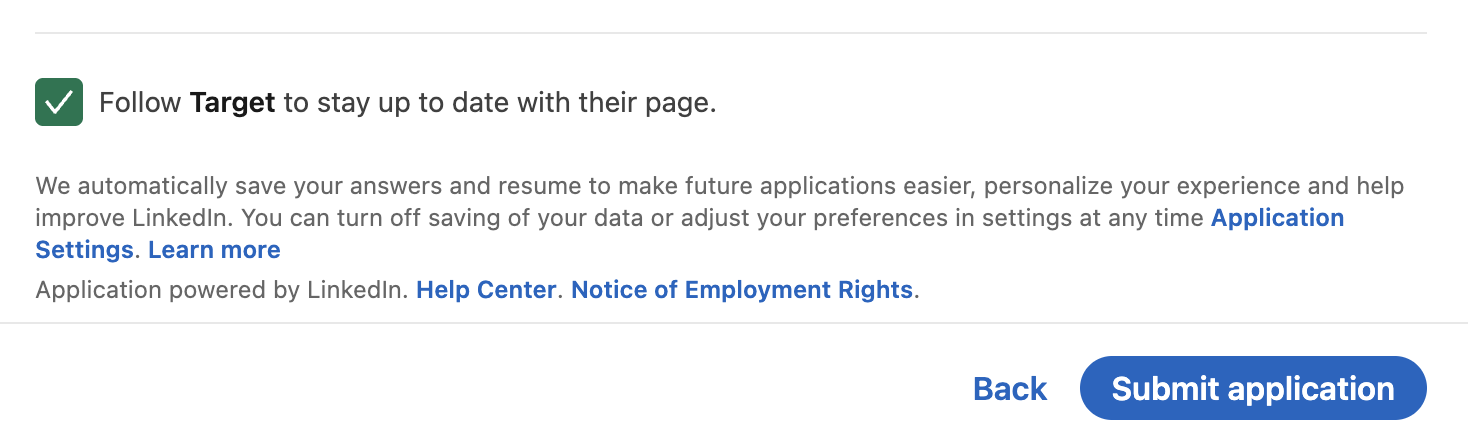 Follow Target to stay up to date with their page.
We automatically save your answers and resume to make future applications easier, personalize your experience and help
improve LinkedIn. You can turn off saving of your data or adjust your preferences in settings at any time Application
Settings. Learn more
Application powered by LinkedIn. Help Center. Notice of Employment Rights.
Back Submit application